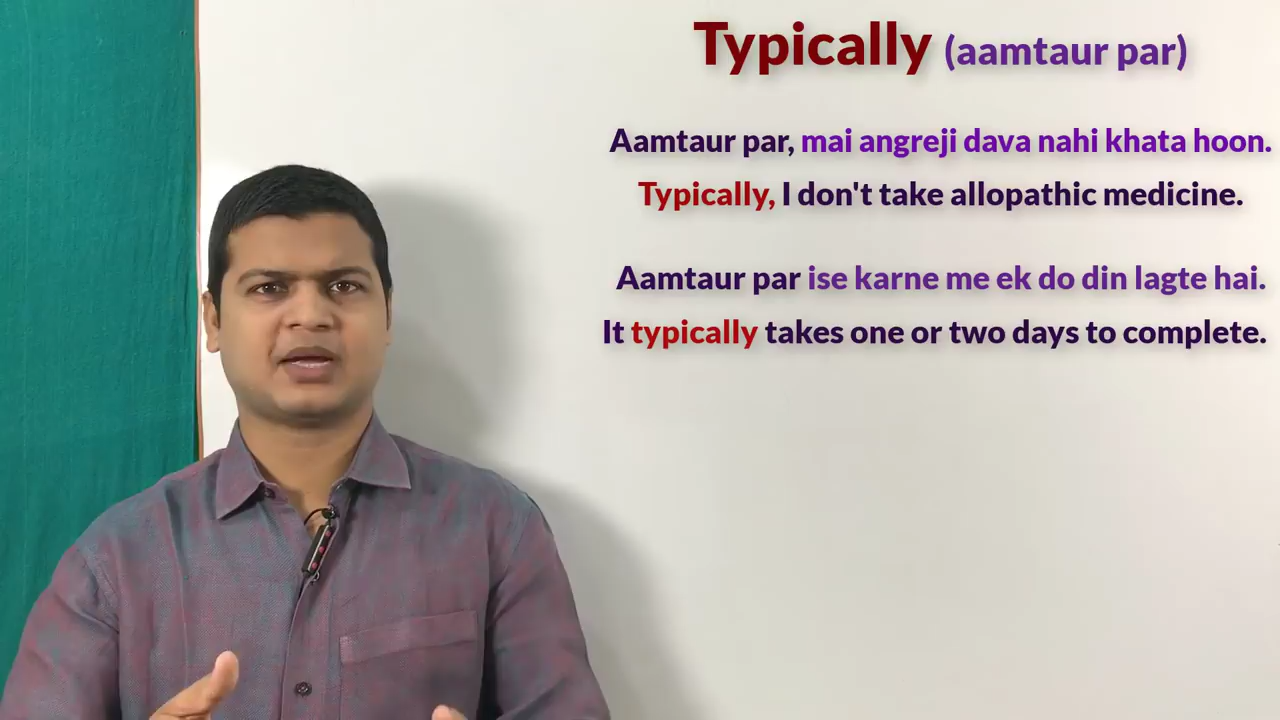 Typically (aamtaur par)
Aamtaur par, mai angreji dava nahi khata hoon.
Typically, I don't take allopathic medicine.
Aamtaur par ise karne me ek do din lagte hai.
It typically takes one or two days to complete.